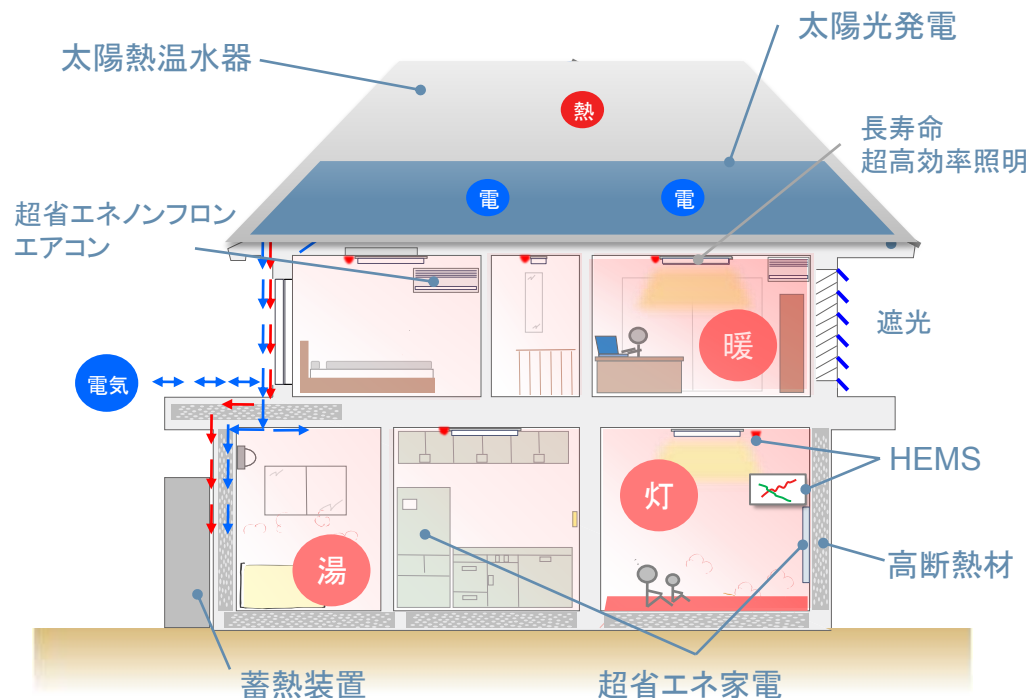 太陽光発電
太陽熱温水器
熱
長寿命
超高効率照明
電
電
超省エネノンフロン
エアコン
遮光
暖
電気
HEMS
灯
湯
高断熱材
蓄熱装置
超省エネ家電